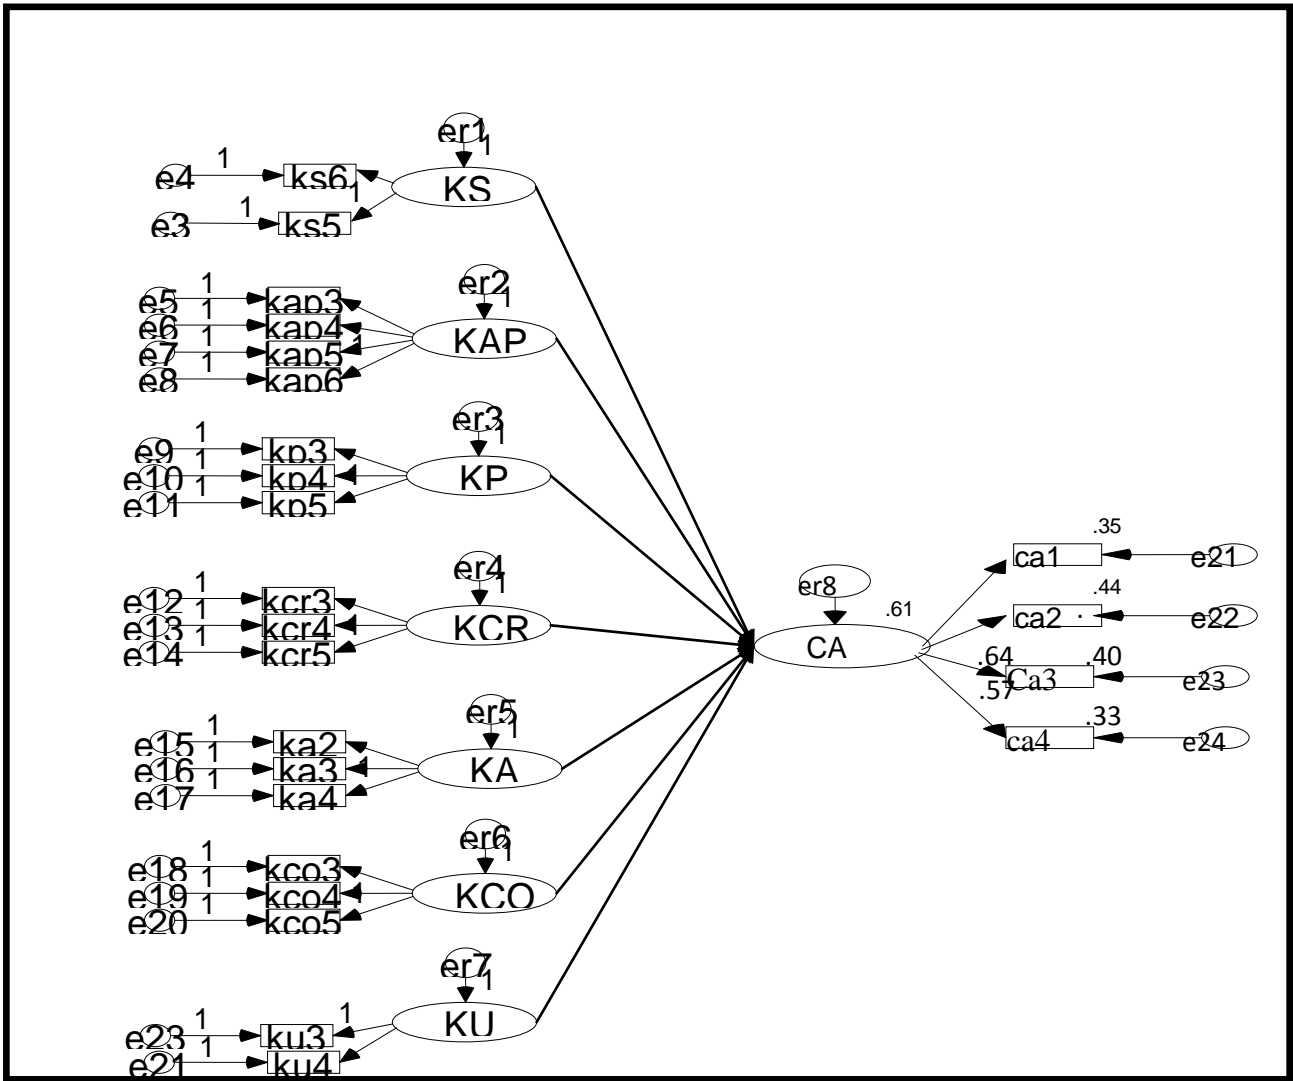 er1
1
1
e4
ks6
KS
1
1
e3
ks5
er2
1
1
e5
kap3
1
e6
kap4
KAP
1
1
e7
kap5
1
e8
kap6
er3
1
1
e9
kp3
1
e10
kp4
1
KP
1
e11
kp5
er4
1
1
e12
kcr3
1
e13
kcr4
1
KCR
1
e14
kcr5
er5
1
1
e15
ka2
1
e16
ka3
1
KA
1
e17
ka4
er6
1
1
e18
kco3
1
e19
kco4
1
KCO
1
e20
kco5
er7
1
1
1
e23
ku3
KU
1
e21
ku4
er8
.61
CA
.35
ca1
e21
.44
ca2 .
e22
.64
.40
Ca3
e23
.57
.33
ca4
e24